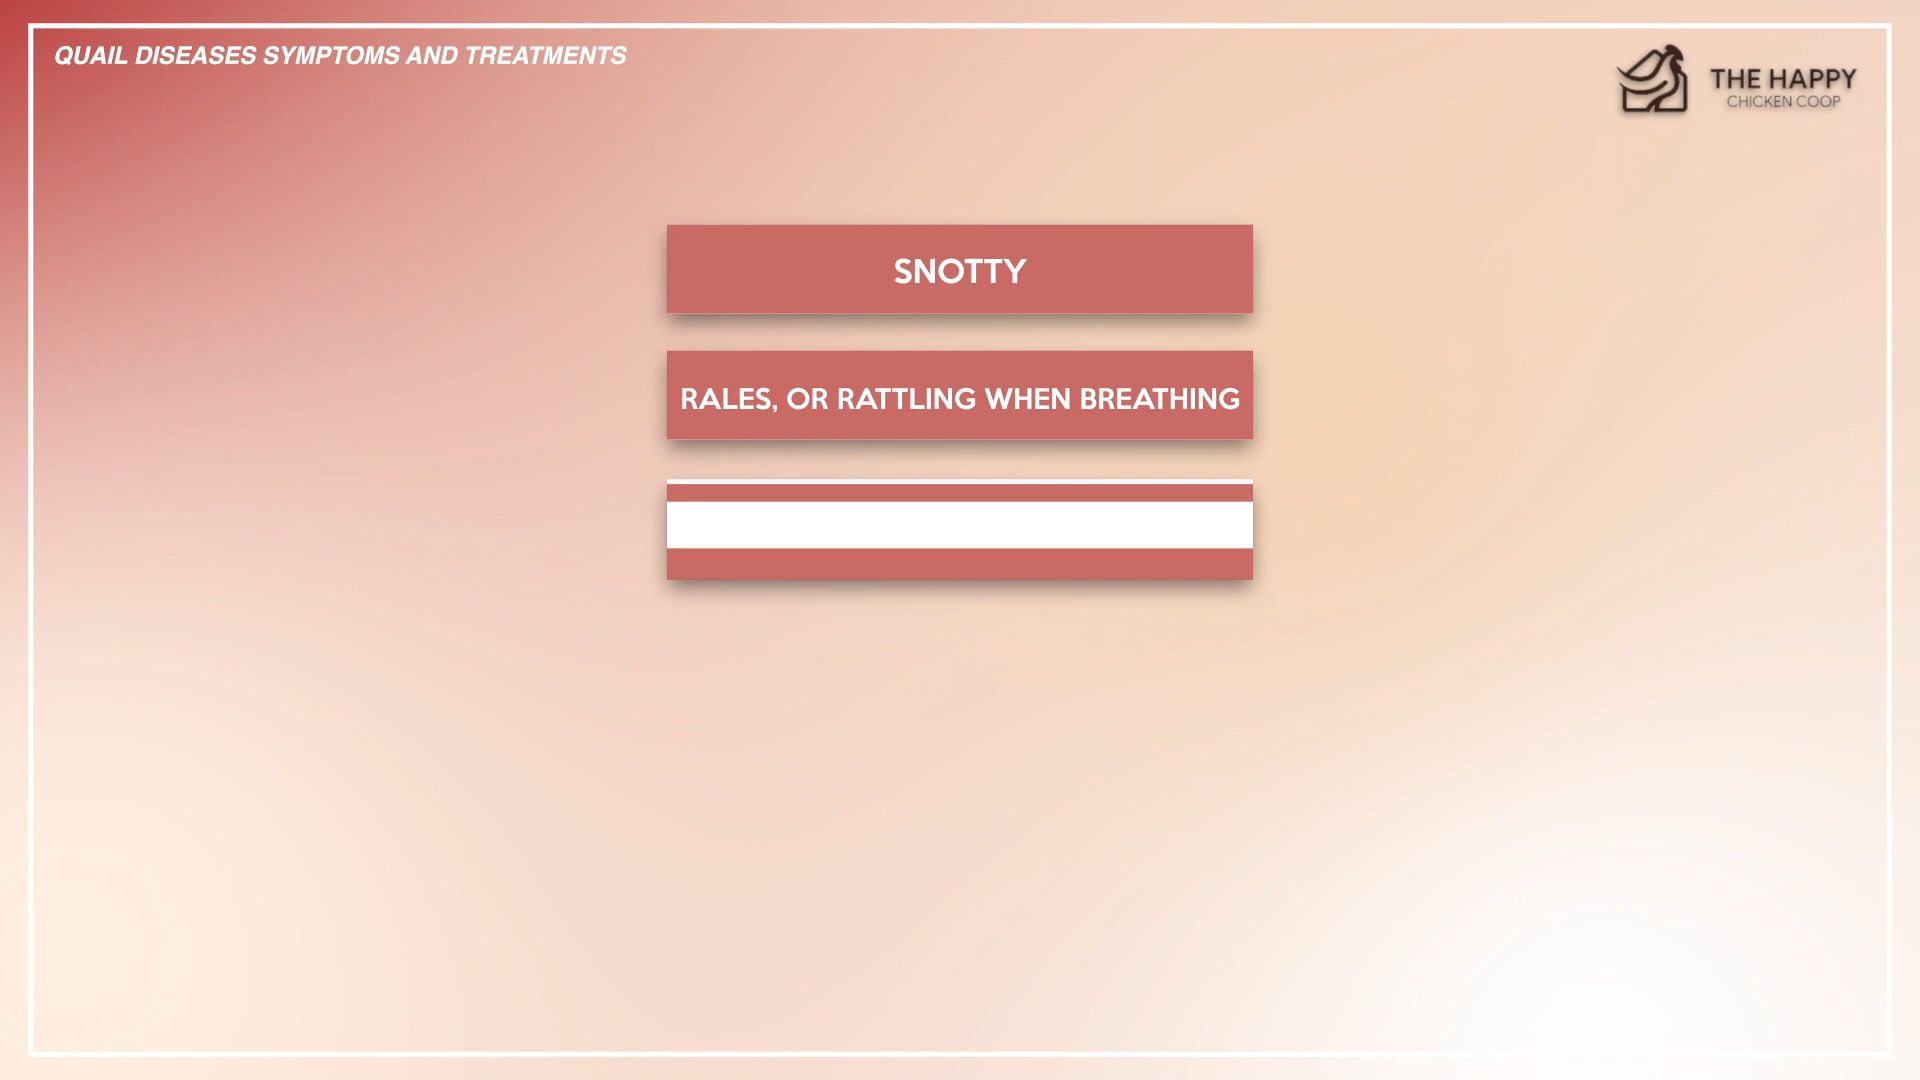 QUAIL DISEASES SYMPTOMS AND TREATMENTS
THE HAPPY
CHICKEN COOP
SNOTTY
RALES, OR RATTLING WHEN BREATHING